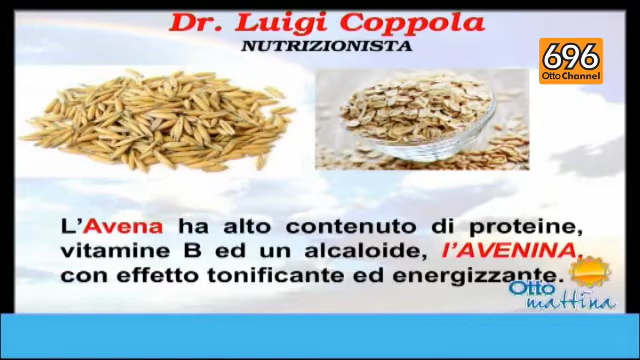 Dr. Luigi Coppola
NUTRIZIONISTA
696
Otto Channel
L'Avena ha alto contenuto di proteine,
vitamine B ed un alcaloide, l'AVENINA,
con effetto tonificante ed energizzante.
Otto
mattina